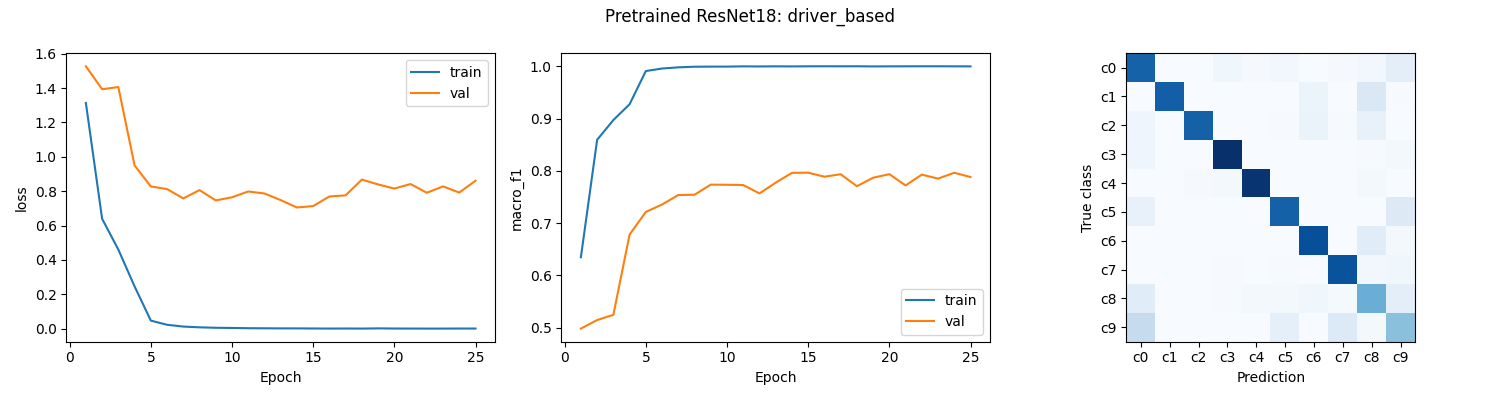 Pretrained ResNet18: driver_based
loss
1.6
1.4
1.2
1.0
0.8
0.6
0.4
0.2
0.0
0 5 10 15 20 25
Epoch
train
val
macro_f1
1.0
0.9
0.8
0.7
0.6
0.5
0 5 10 15 20 25
Epoch
train
val
True class
c0
c1
c2
c3
c4
c5
c6
c7
c8
c9
c0 c1 c2 c3 c4 c5 c6 c7 c8 c9
Prediction